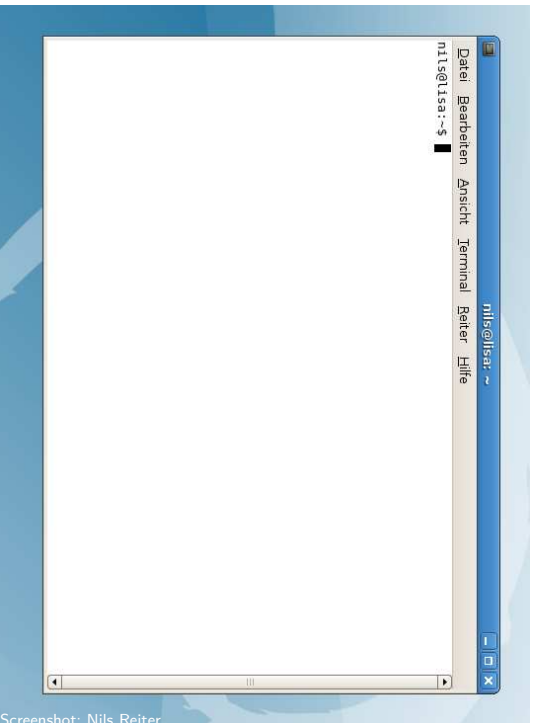 nils@lisa: ~
Datei Bearbeiten Ansicht Terminal Reiter Hilfe
nils@lisa:~$
Screenshot: Nils Reiter